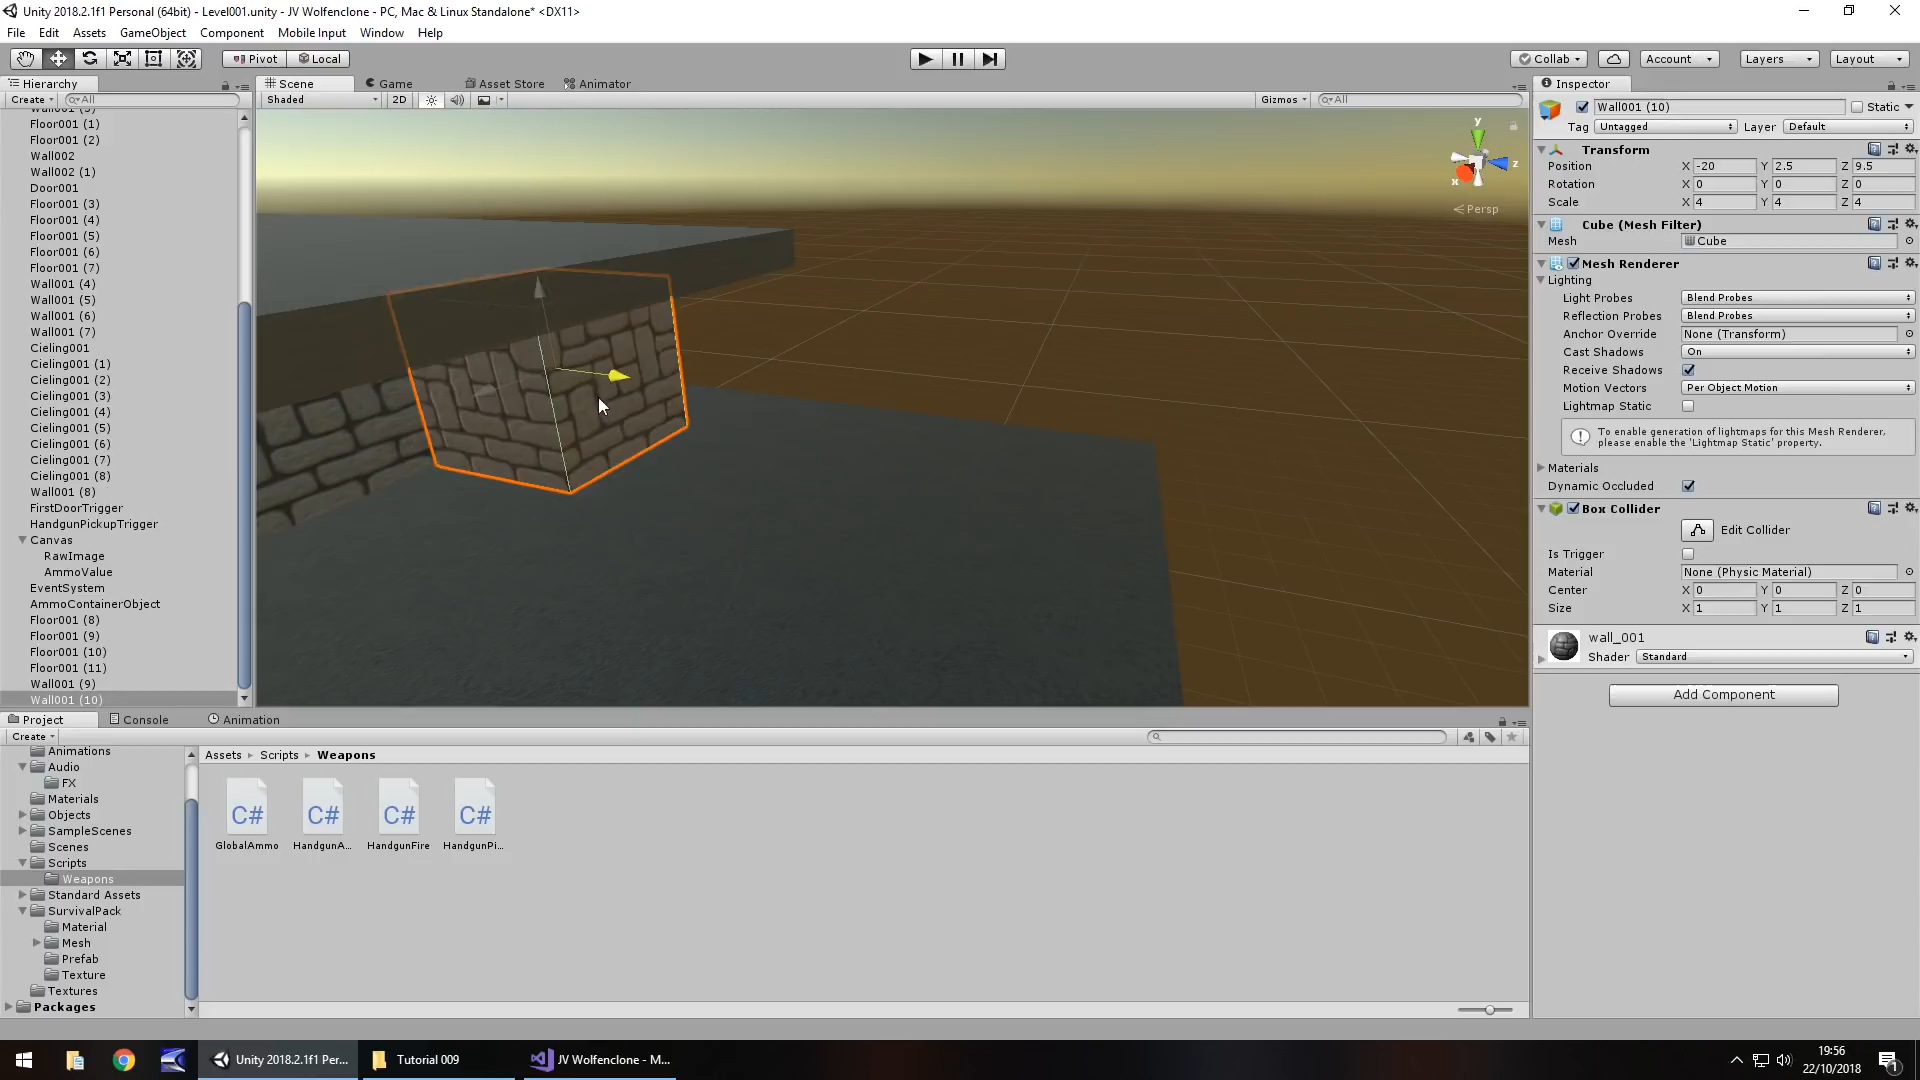 Unity 2018.2.1f1 Personal (64bit) - Level001.unity - JV Wolfenclone - PC, Mac & Linux Standalone* <DX11>
File Edit Assets GameObject Component Mobile Input Window Help
Pivot Local Collab Account Layers Layout
Hierarchy Scene Game Asset Store Animator Inspector
Create All Shaded 2D Gizmos All
Wall001 (10) Static
Tag Untagged Layer Default
Floor001 (1)
Floor001 (2)
Wall002
Wall002 (1)
Door001
Floor001 (3)
Floor001 (4)
Floor001 (5)
Floor001 (6)
Floor001 (7)
Wall001 (4)
Wall001 (5)
Wall001 (6)
Wall001 (7)
Cieling001
Cieling001 (1)
Cieling001 (2)
Cieling001 (3)
Cieling001 (4)
Cieling001 (5)
Cieling001 (6)
Cieling001 (7)
Cieling001 (8)
Wall001 (8)
FirstDoorTrigger
HandgunPickupTrigger
Canvas
RawImage
AmmoValue
EventSystem
AmmoContainerObject
Floor001 (8)
Floor001 (9)
Floor001 (10)
Floor001 (11)
Wall001 (9)
Wall001 (10)
y
z
x
Persp
Transform
Position X -20 Y 2.5 Z 9.5
Rotation X 0 Y 0 Z 0
Scale X 4 Y 4 Z 4
Cube (Mesh Filter)
Mesh Cube
Mesh Renderer
Lighting
Light Probes Blend Probes
Reflection Probes Blend Probes
Anchor Override None (Transform)
Cast Shadows On
Receive Shadows
Motion Vectors Per Object Motion
Lightmap Static
To enable generation of lightmaps for this Mesh Renderer,
please enable the 'Lightmap Static' property.
Materials
Dynamic Occluded
Box Collider
Edit Collider
Is Trigger
Material None (Physic Material)
Center X 0 Y 0 Z 0
Size X 1 Y 1 Z 1
wall_001
Shader Standard
Add Component
Project Console Animation
Create
Animations
Audio
FX
Materials
Objects
SampleScenes
Scenes
Scripts
Weapons
Standard Assets
SurvivalPack
Material
Mesh
Prefab
Texture
Textures
Packages
Assets Scripts Weapons
C# C# C# C#
GlobalAmmo HandgunA... HandgunFire HandgunPi...
Unity 2018.2.1f1 Per... Tutorial 009 JV Wolfenclone - M...
19:56
22/10/2018
1